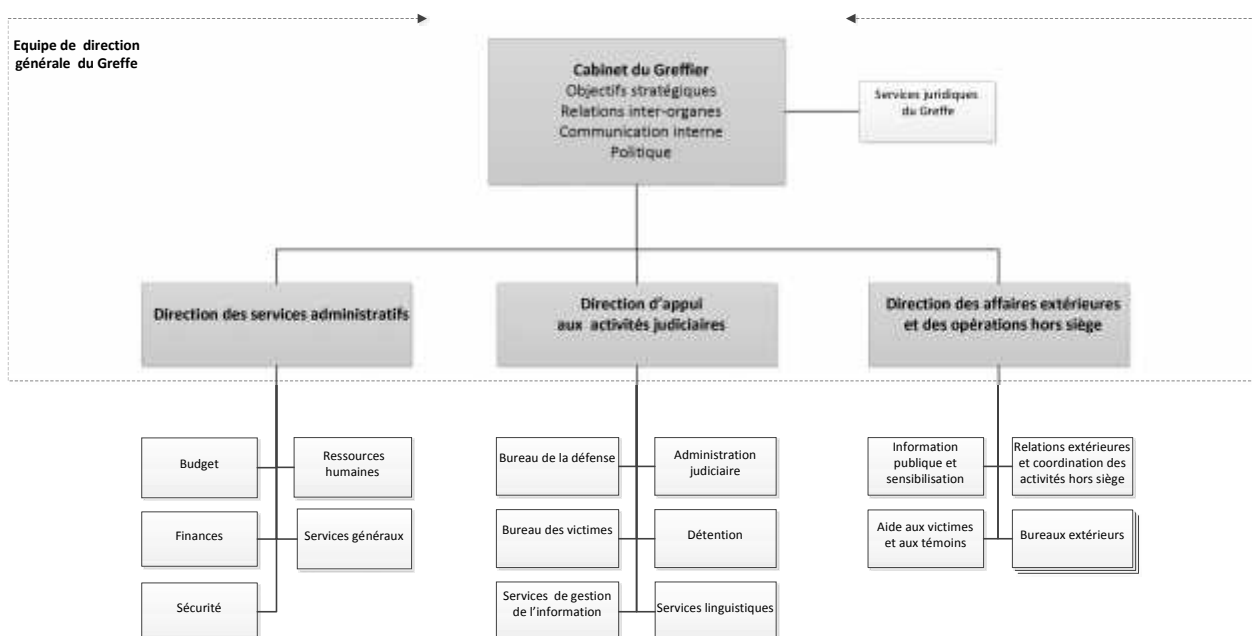 Equipe de direction
générale du Greffe
Cabinet du Greffier
Objectifs stratégiques
Relations inter-organes
Communication interne
Politique
Services juridiques
du Greffe
Direction des services administratifs
Direction d’appui
aux activités judiciaires
Direction des affaires extérieures
et des opérations hors siège
Budget
Ressources
humaines
Finances
Services généraux
Sécurité
Bureau de la défense
Administration
judiciaire
Bureau des victimes
Détention
Services de gestion
de l’information
Services linguistiques
Information
publique et
sensibilisation
Relations extérieures
et coordination des
activités hors siège
Aide aux victimes
et aux témoins
Bureaux extérieurs